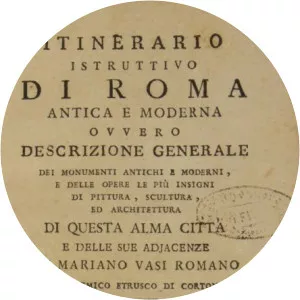 ITINERARIO
ISTRUTTIVO
DI ROMA
ANTICA E MODERNA
OVVERO
DESCRIZIONE GENERALE
DEI MONUMENTI ANTICHI E MODERNI,
E DELLE OPERE LE PIÙ INSIGNI
DI PITTURA, SCULTURA,
ED ARCHITETTURA
DI QUESTA ALMA CITTÀ
E DELLE SUE ADJACENZE
MARIANO VASI ROMANO
ETRUSCO DI CORTON